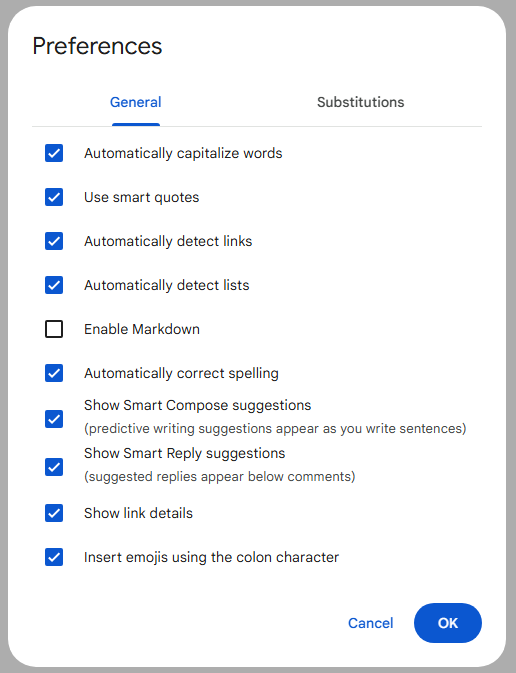 Preferences
General Substitutions
Automatically capitalize words
Use smart quotes
Automatically detect links
Automatically detect lists
Enable Markdown
Automatically correct spelling
Show Smart Compose suggestions
(predictive writing suggestions appear as you write sentences)
Show Smart Reply suggestions
(suggested replies appear below comments)
Show link details
Insert emojis using the colon character
Cancel OK